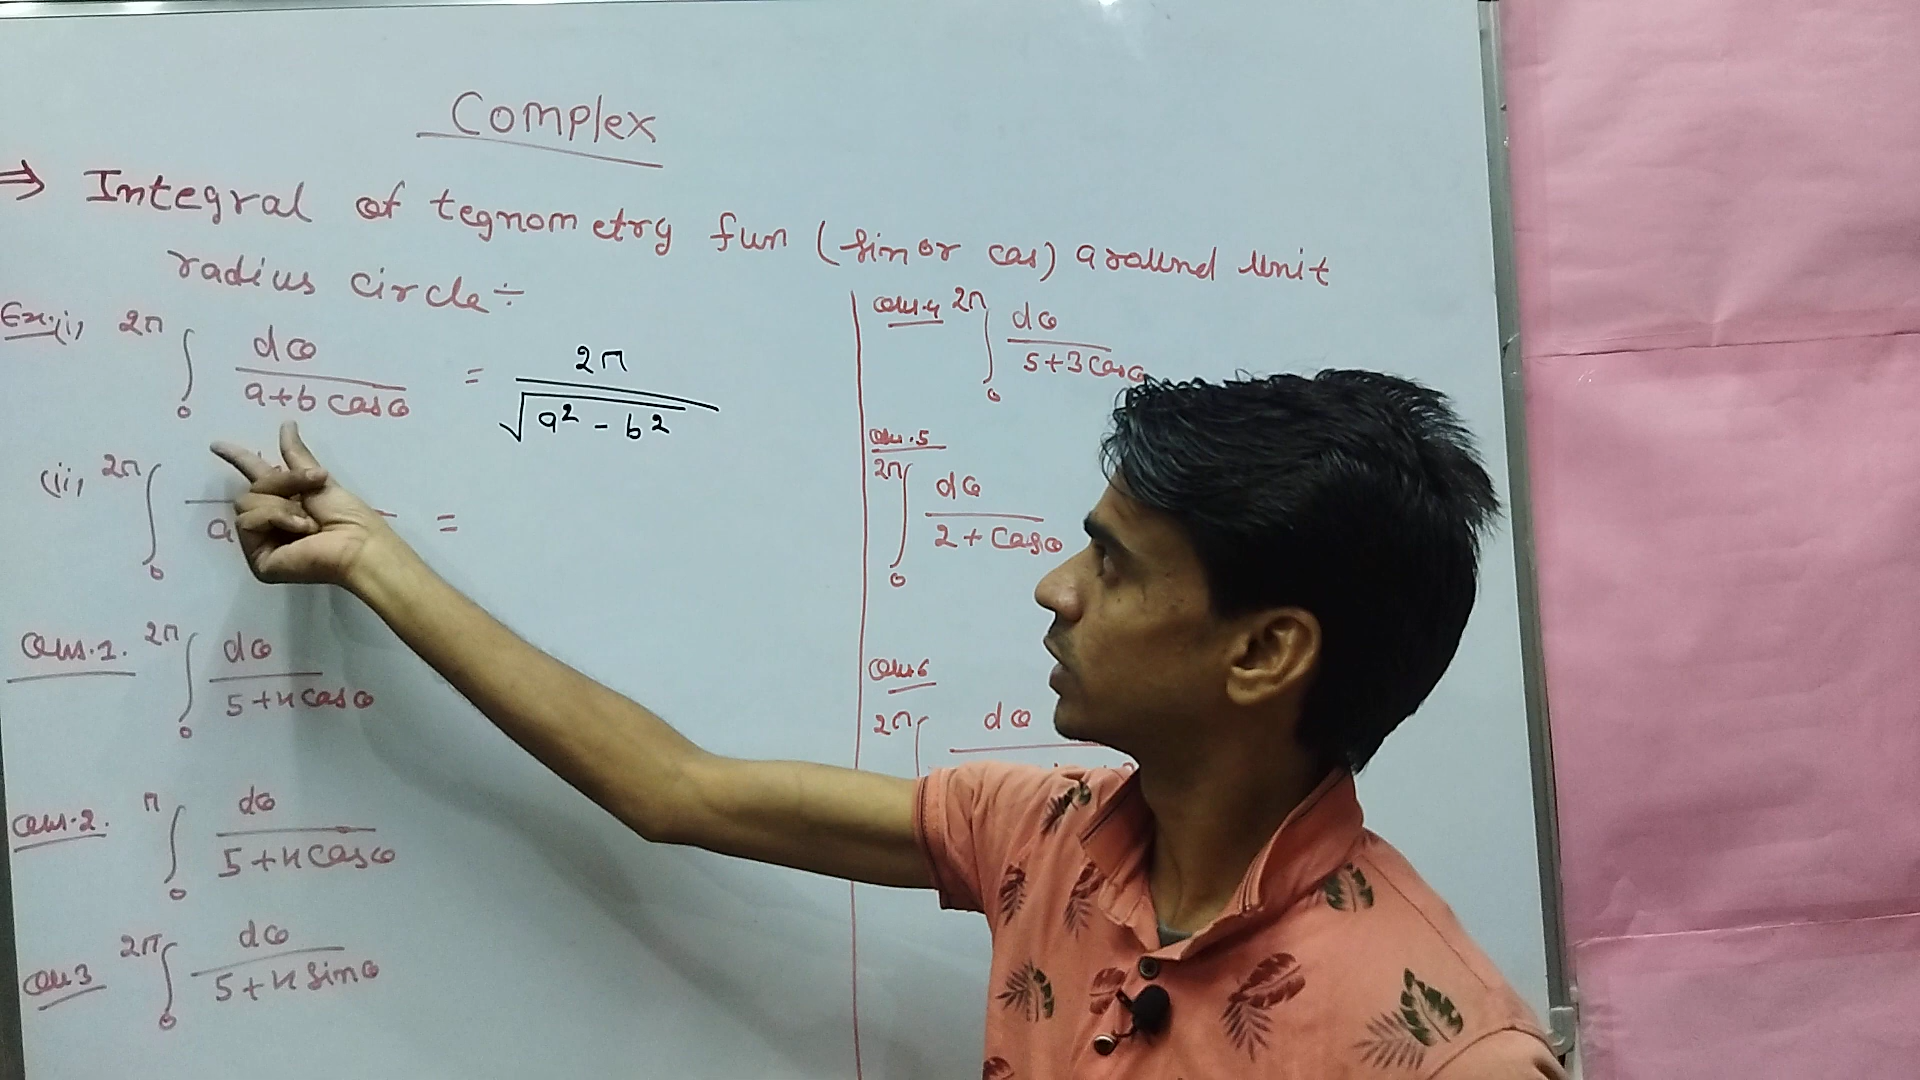 Complex
⇒ Integral of tegnometry fun (sin or cos) around unit
radius circle ÷
Ex.(i) ∫₀^2π dθ / (a+b cosθ) = 2π / √(a² - b²)
(ii) 2π ∫ 0 a =
Ques.1. ∫₀^2π dθ / (5+4cosθ)
Ques.2. ∫₀^π dθ / (5+4cosθ)
Ques.3 ∫₀^2π dθ / (5+4sinθ)
Ques.4 ∫₀^2π dθ / (5+3cosθ)
Ques.5
∫₀^2π dθ / (2+cosθ)
Ques.6
2π ∫ dθ